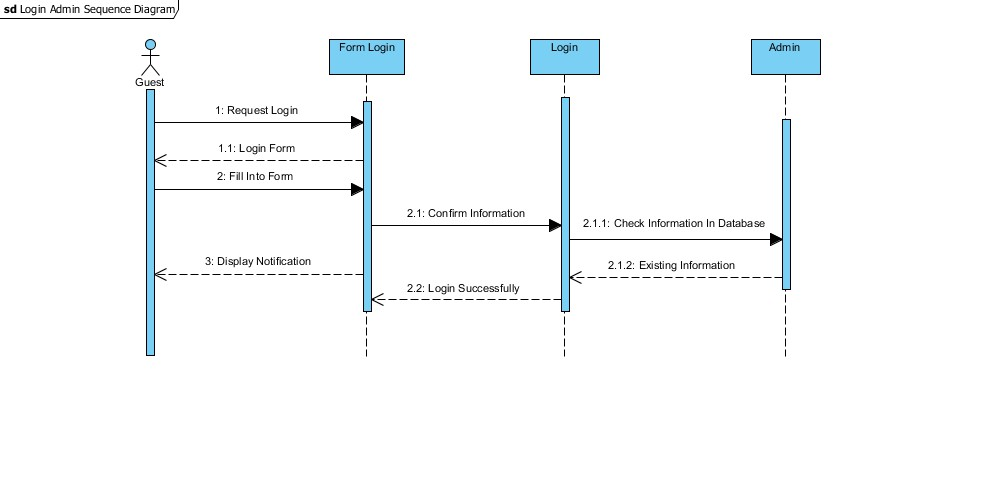 sd Login Admin Sequence Diagram
Form Login
Login
Admin
Guest
1: Request Login
1.1: Login Form
2: Fill Into Form
2.1: Confirm Information
2.1.1: Check Information In Database
3: Display Notification
2.1.2: Existing Information
2.2: Login Successfully